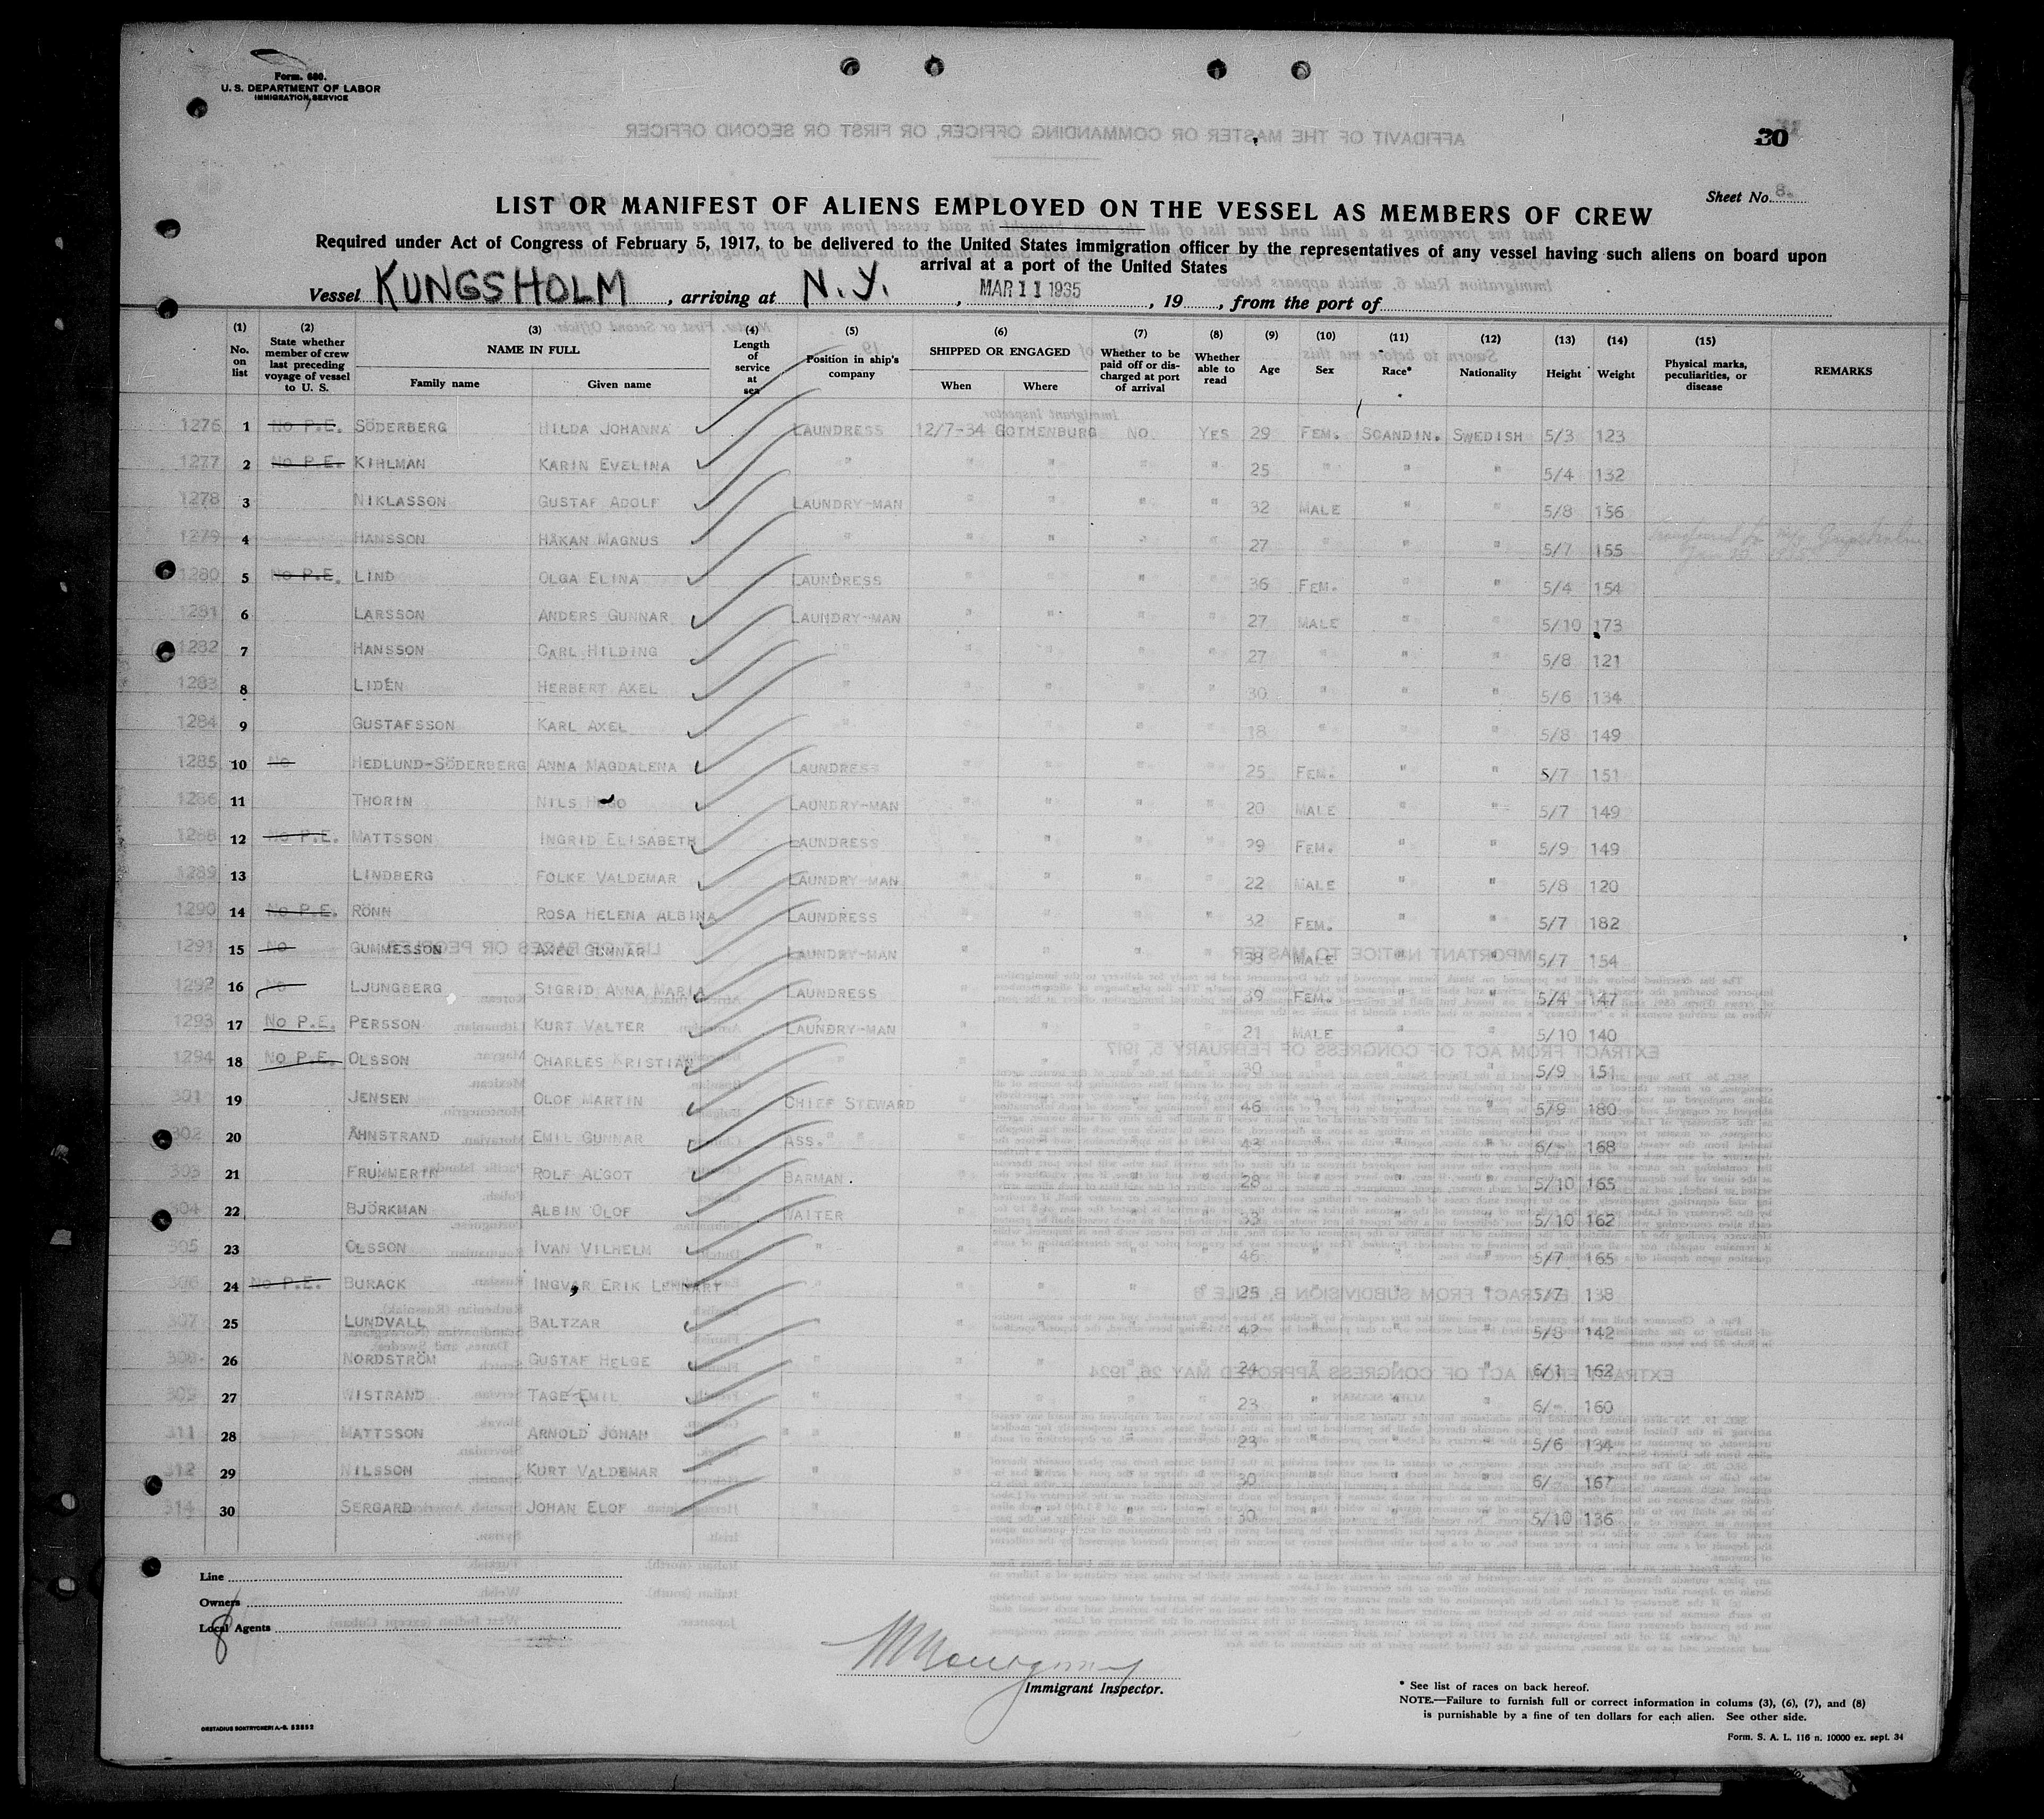 Form. 680.
U. S. DEPARTMENT OF LABOR
IMMIGRATION SERVICE
30
Sheet No. 8.
LIST OR MANIFEST OF ALIENS EMPLOYED ON THE VESSEL AS MEMBERS OF CREW
Required under Act of Congress of February 5, 1917, to be delivered to the United States immigration officer by the representatives of any vessel having such aliens on board upon
arrival at a port of the United States
Vessel KUNGSHOLM, arriving at N. Y., MAR 11 1935, 19, from the port of
(1) No. on list (2) State whether member of crew last preceding voyage of vessel to U. S. (3) NAME IN FULL Family name Given name (4) Length of service at sea (5) Position in ship's company (6) SHIPPED OR ENGAGED When Where (7) Whether to be paid off or discharged at port of arrival (8) Whether able to read (9) Age (10) Sex (11) Race* (12) Nationality (13) Height (14) Weight (15) Physical marks, peculiarities, or disease REMARKS
1276 1 No P.E. SÖDERBERG HILDA JOHANNA LAUNDRESS 12/7-34 GOTHENBURG NO YES 29 FEM. SCANDIN. SWEDISH 5/3 123
1277 2 No P.E. KIHLMAN KARIN EVELINA " " " " " 25 " " " 5/4 132
1278 3 NIKLASSON GUSTAF ADOLF LAUNDRY-MAN " " " " 32 MALE " " 5/8 156
1279 4 HANSSON HÅKAN MAGNUS " " " " " 27 " " " 5/7 155 transferred to m/s Gripsholm
1280 5 No P.E. LIND OLGA ELINA LAUNDRESS " " " " 36 FEM. " " 5/4 154
1281 6 LARSSON ANDERS GUNNAR LAUNDRY-MAN " " " " 27 MALE " " 5/10 173
1282 7 HANSSON CARL HILDING " " " " " 27 " " " 5/8 121
1283 8 LIDÉN HERBERT AXEL " " " " " 30 " " " 5/6 134
1284 9 GUSTAFSSON KARL AXEL " " " " " 18 " " " 5/8 149
1285 10 No HEDLUND-SÖDERBERG ANNA MAGDALENA LAUNDRESS " " " " 25 FEM. " " 5/7 151
1286 11 THORIN NILS HUGO LAUNDRY-MAN " " " " 20 MALE " " 5/7 149
1288 12 No P.E. MATTSSON INGRID ELISABETH LAUNDRESS " " " " 29 FEM. " " 5/9 149
1289 13 LINDBERG FOLKE VALDEMAR LAUNDRY-MAN " " " " 22 MALE " " 5/8 120
1290 14 No P.E. RÖNN ROSA HELENA ALBINA LAUNDRESS " " " " 32 FEM. " " 5/7 182
1291 15 No GUMMESSON AXEL GUNNAR LAUNDRY-MAN " " " " 38 MALE " " 5/7 154
1292 16 No LJUNGBERG SIGRID ANNA MARIA LAUNDRESS " " " " 39 FEM. " " 5/4 147
1293 17 No P.E. PERSSON KURT VALTER LAUNDRY-MAN " " " " 21 MALE " " 5/10 140
1294 18 No P.E. OLSSON CHARLES KRISTIAN " " " " " 30 " " " 5/9 151
301 19 JENSEN OLOF MARTIN CHIEF STEWARD " " " " 46 " " " 5/9 180
302 20 ÅHNSTRAND EMIL GUNNAR ASS. " " " " " " 43 " " " 6/- 168
303 21 FRUMMERIN ROLF ALGOT BARMAN. " " " " 28 " " " 5/10 165
304 22 BJÖRKMAN ALBIN OLOF WAITER " " " " 33 " " " 5/10 162
305 23 OLSSON IVAN VILHELM " " " " " 46 " " " 5/7 165
306 24 No P.E. BURACK INGVAR ERIK LENNART " " " " " 25 " " " 5/7 138
307 25 LUNDVALL BALTZAR " " " " " 42 " " " 5/8 142
308 26 NORDSTRÖM GUSTAF HELGE " " " " " 24 " " " 6/1 162
309 27 WISTRAND TAGE EMIL " " " " " 23 " " " 6/- 160
311 28 MATTSSON ARNOLD JOHAN " " " " " 23 " " " 5/6 134
312 29 NILSSON KURT VALDEMAR " " " " " 30 " " " 6/- 167
314 30 SERGARD JOHAN ELOF " " " " 30 " " " 5/10 136
Line
Owners
Local Agents
8
Immigrant Inspector.
* See list of races on back hereof.
NOTE.—Failure to furnish full or correct information in colums (3), (6), (7), and (8)
is purnishable by a fine of ten dollars for each alien. See other side.
ORSTADIUS BOKTRYCKERI A.-B. 52852
Form. S. A. L. 116 n. 10000 ex. sept. 34